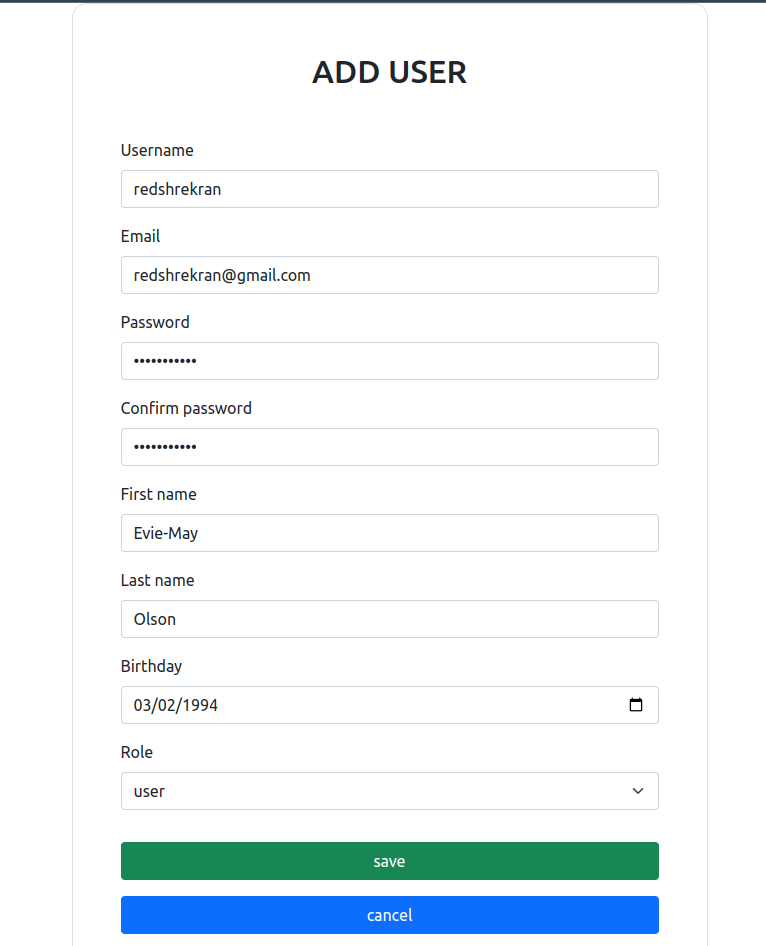 ADD USER
Username
redshrekran
Email
redshrekran@gmail.com
Password
•••••••••••
Confirm password
•••••••••••
First name
Evie-May
Last name
Olson
Birthday
03/02/1994
Role
user
save
cancel